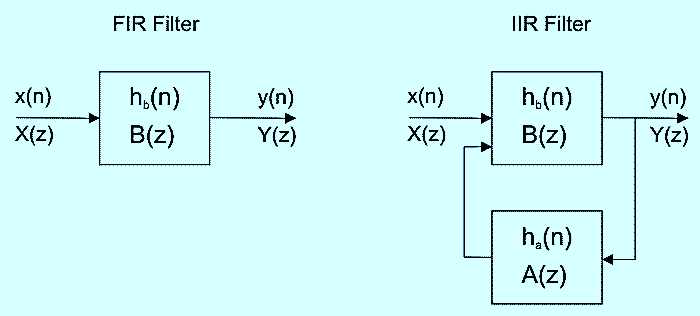 FIR Filter
x(n)
X(z)
h_b(n)
B(z)
y(n)
Y(z)
IIR Filter
x(n)
X(z)
h_b(n)
B(z)
y(n)
Y(z)
h_a(n)
A(z)